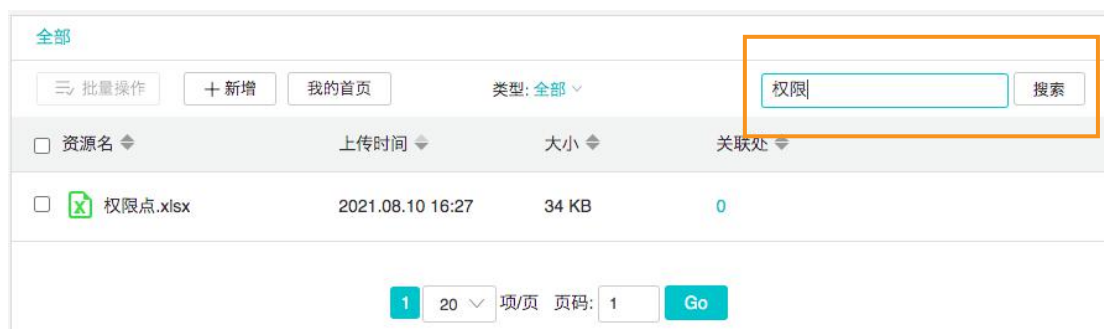 全部
批量操作 新增 我的首页 类型: 全部 权限 搜索
资源名 上传时间 大小 关联处
权限点.xlsx 2021.08.10 16:27 34 KB 0
1 20 项/页 页码: 1 Go